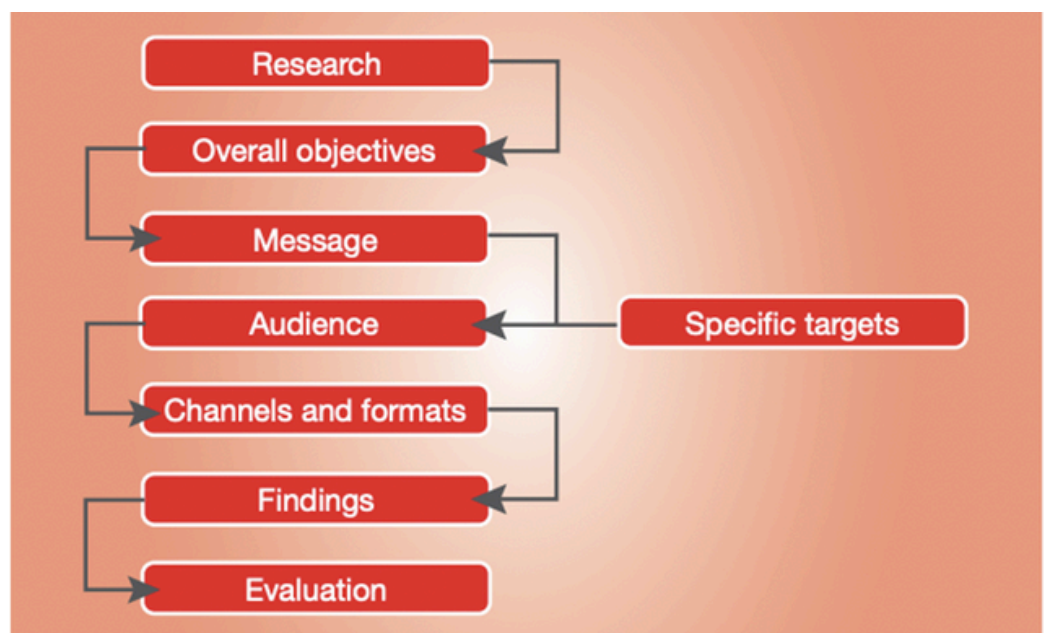 Research
Overall objectives
Message
Audience
Specific targets
Channels and formats
Findings
Evaluation